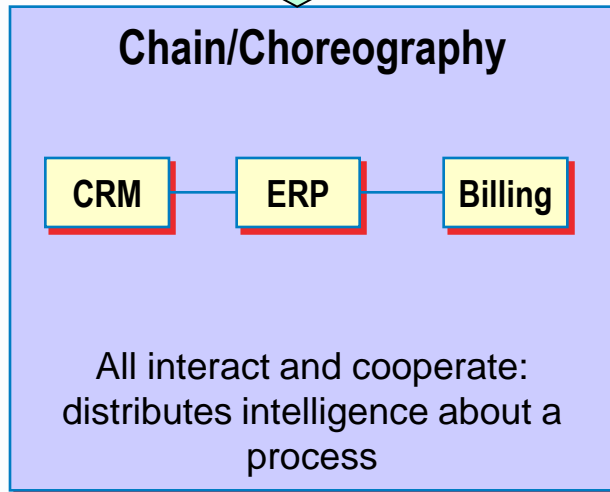 Chain/Choreography
CRM ERP Billing
All interact and cooperate:
distributes intelligence about a
process